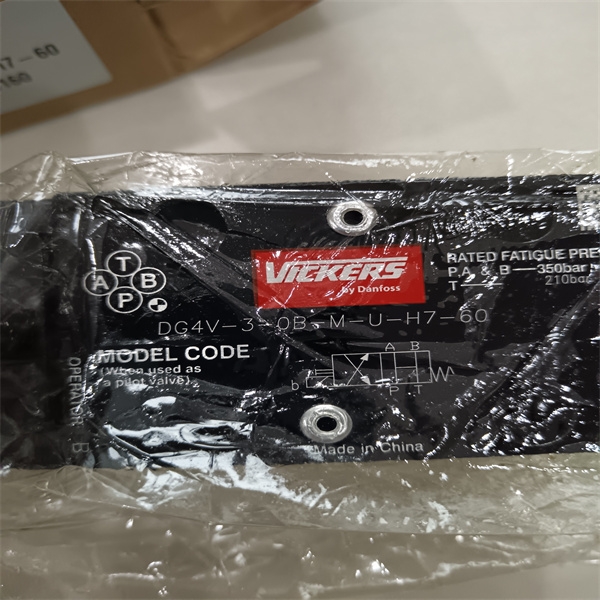 7-60
160
VICKERS
by Danfoss
RATED FATIGUE PRE
P.A & B 350bar
T 210bar
T
A B
P
DG4V-3-0B-M-U-H7-60
MODEL CODE
(When used as
a pilot valve)
OPERATOR B
A B
b
P T
Made in China